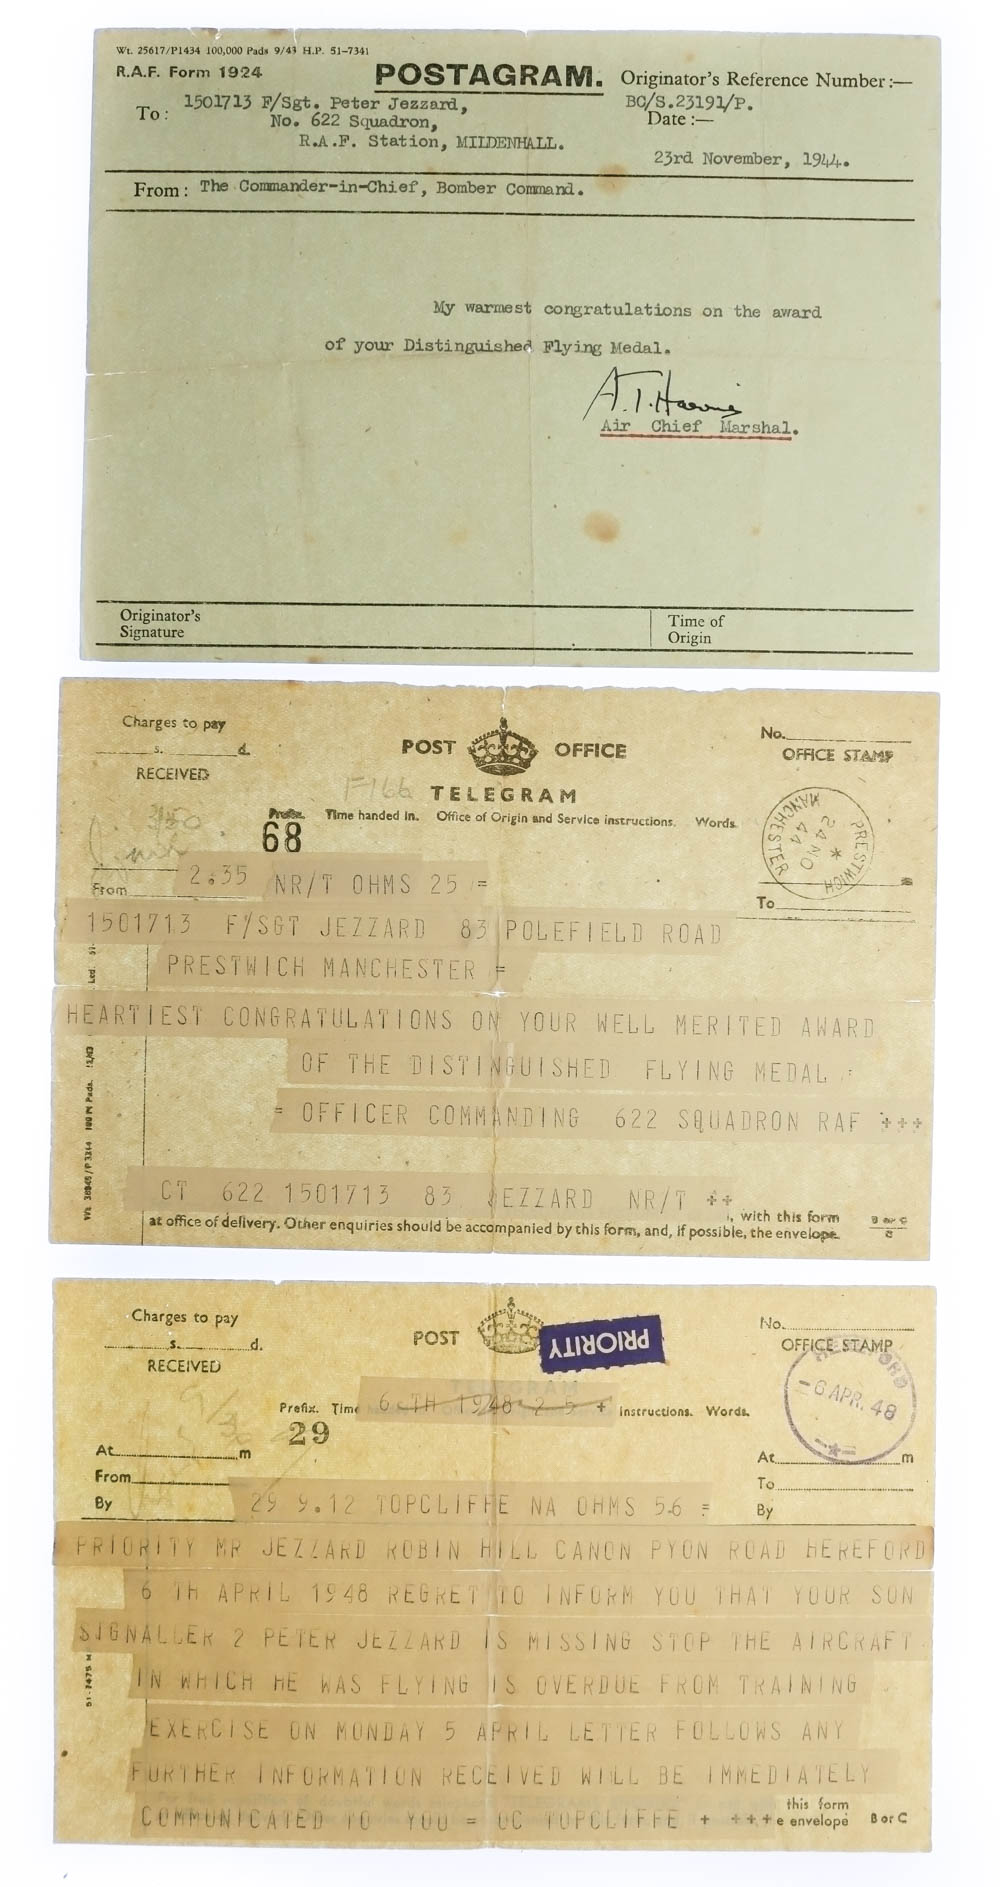 Wt. 25617/P1434 100,000 Pads 9/43 H.P. 51-7341
R.A.F. Form 1924
POSTAGRAM.
Originator's Reference Number:—
BC/S.23191/P.
To: 1501713 F/Sgt. Peter Jezzard,
No. 622 Squadron,
R.A.F. Station, MILDENHALL.
Date:—
23rd November, 1944.
From: The Commander-in-Chief, Bomber Command.
My warmest congratulations on the award
of your Distinguished Flying Medal.
A.T. Harris
Air Chief Marshal.
Originator's
Signature
Time of
Origin
Charges to pay
s. d.
RECEIVED
POST OFFICE
TELEGRAM
F166
No.
OFFICE STAMP
PRESTWICH MANCHESTER
24 NO
44
Prefix. Time handed in. Office of Origin and Service instructions. Words.
68
From
To
2.35 NR/T OHMS 25 =
1501713 F/SGT JEZZARD 83 POLEFIELD ROAD
PRESTWICH MANCHESTER =
HEARTIEST CONGRATULATIONS ON YOUR WELL MERITED AWARD
OF THE DISTINGUISHED FLYING MEDAL =
= OFFICER COMMANDING 622 SQUADRON RAF +++
CT 622 1501713 83 JEZZARD NR/T ++
, with this form
at office of delivery. Other enquiries should be accompanied by this form, and, if possible, the envelope.
B or C
Charges to pay
s. d.
RECEIVED
POST
PRIORITY
No.
OFFICE STAMP
HEREFORD
-6 APR. 48
Prefix. Time
6 TH 1948 2 5 +
Instructions. Words.
29
At m
From
By
At m
To
By
29 9.12 TOPCLIFFE NA OHMS 56 =
PRIORITY MR JEZZARD ROBIN HILL CANON PYON ROAD HEREFORD
6 TH APRIL 1948 REGRET TO INFORM YOU THAT YOUR SON
SIGNALLER 2 PETER JEZZARD IS MISSING STOP THE AIRCRAFT
IN WHICH HE WAS FLYING IS OVERDUE FROM TRAINING
EXERCISE ON MONDAY 5 APRIL LETTER FOLLOWS ANY
FURTHER INFORMATION RECEIVED WILL BE IMMEDIATELY
COMMUNICATED TO YOU = OC TOPCLIFFE + +++
this form
e envelope
B or C